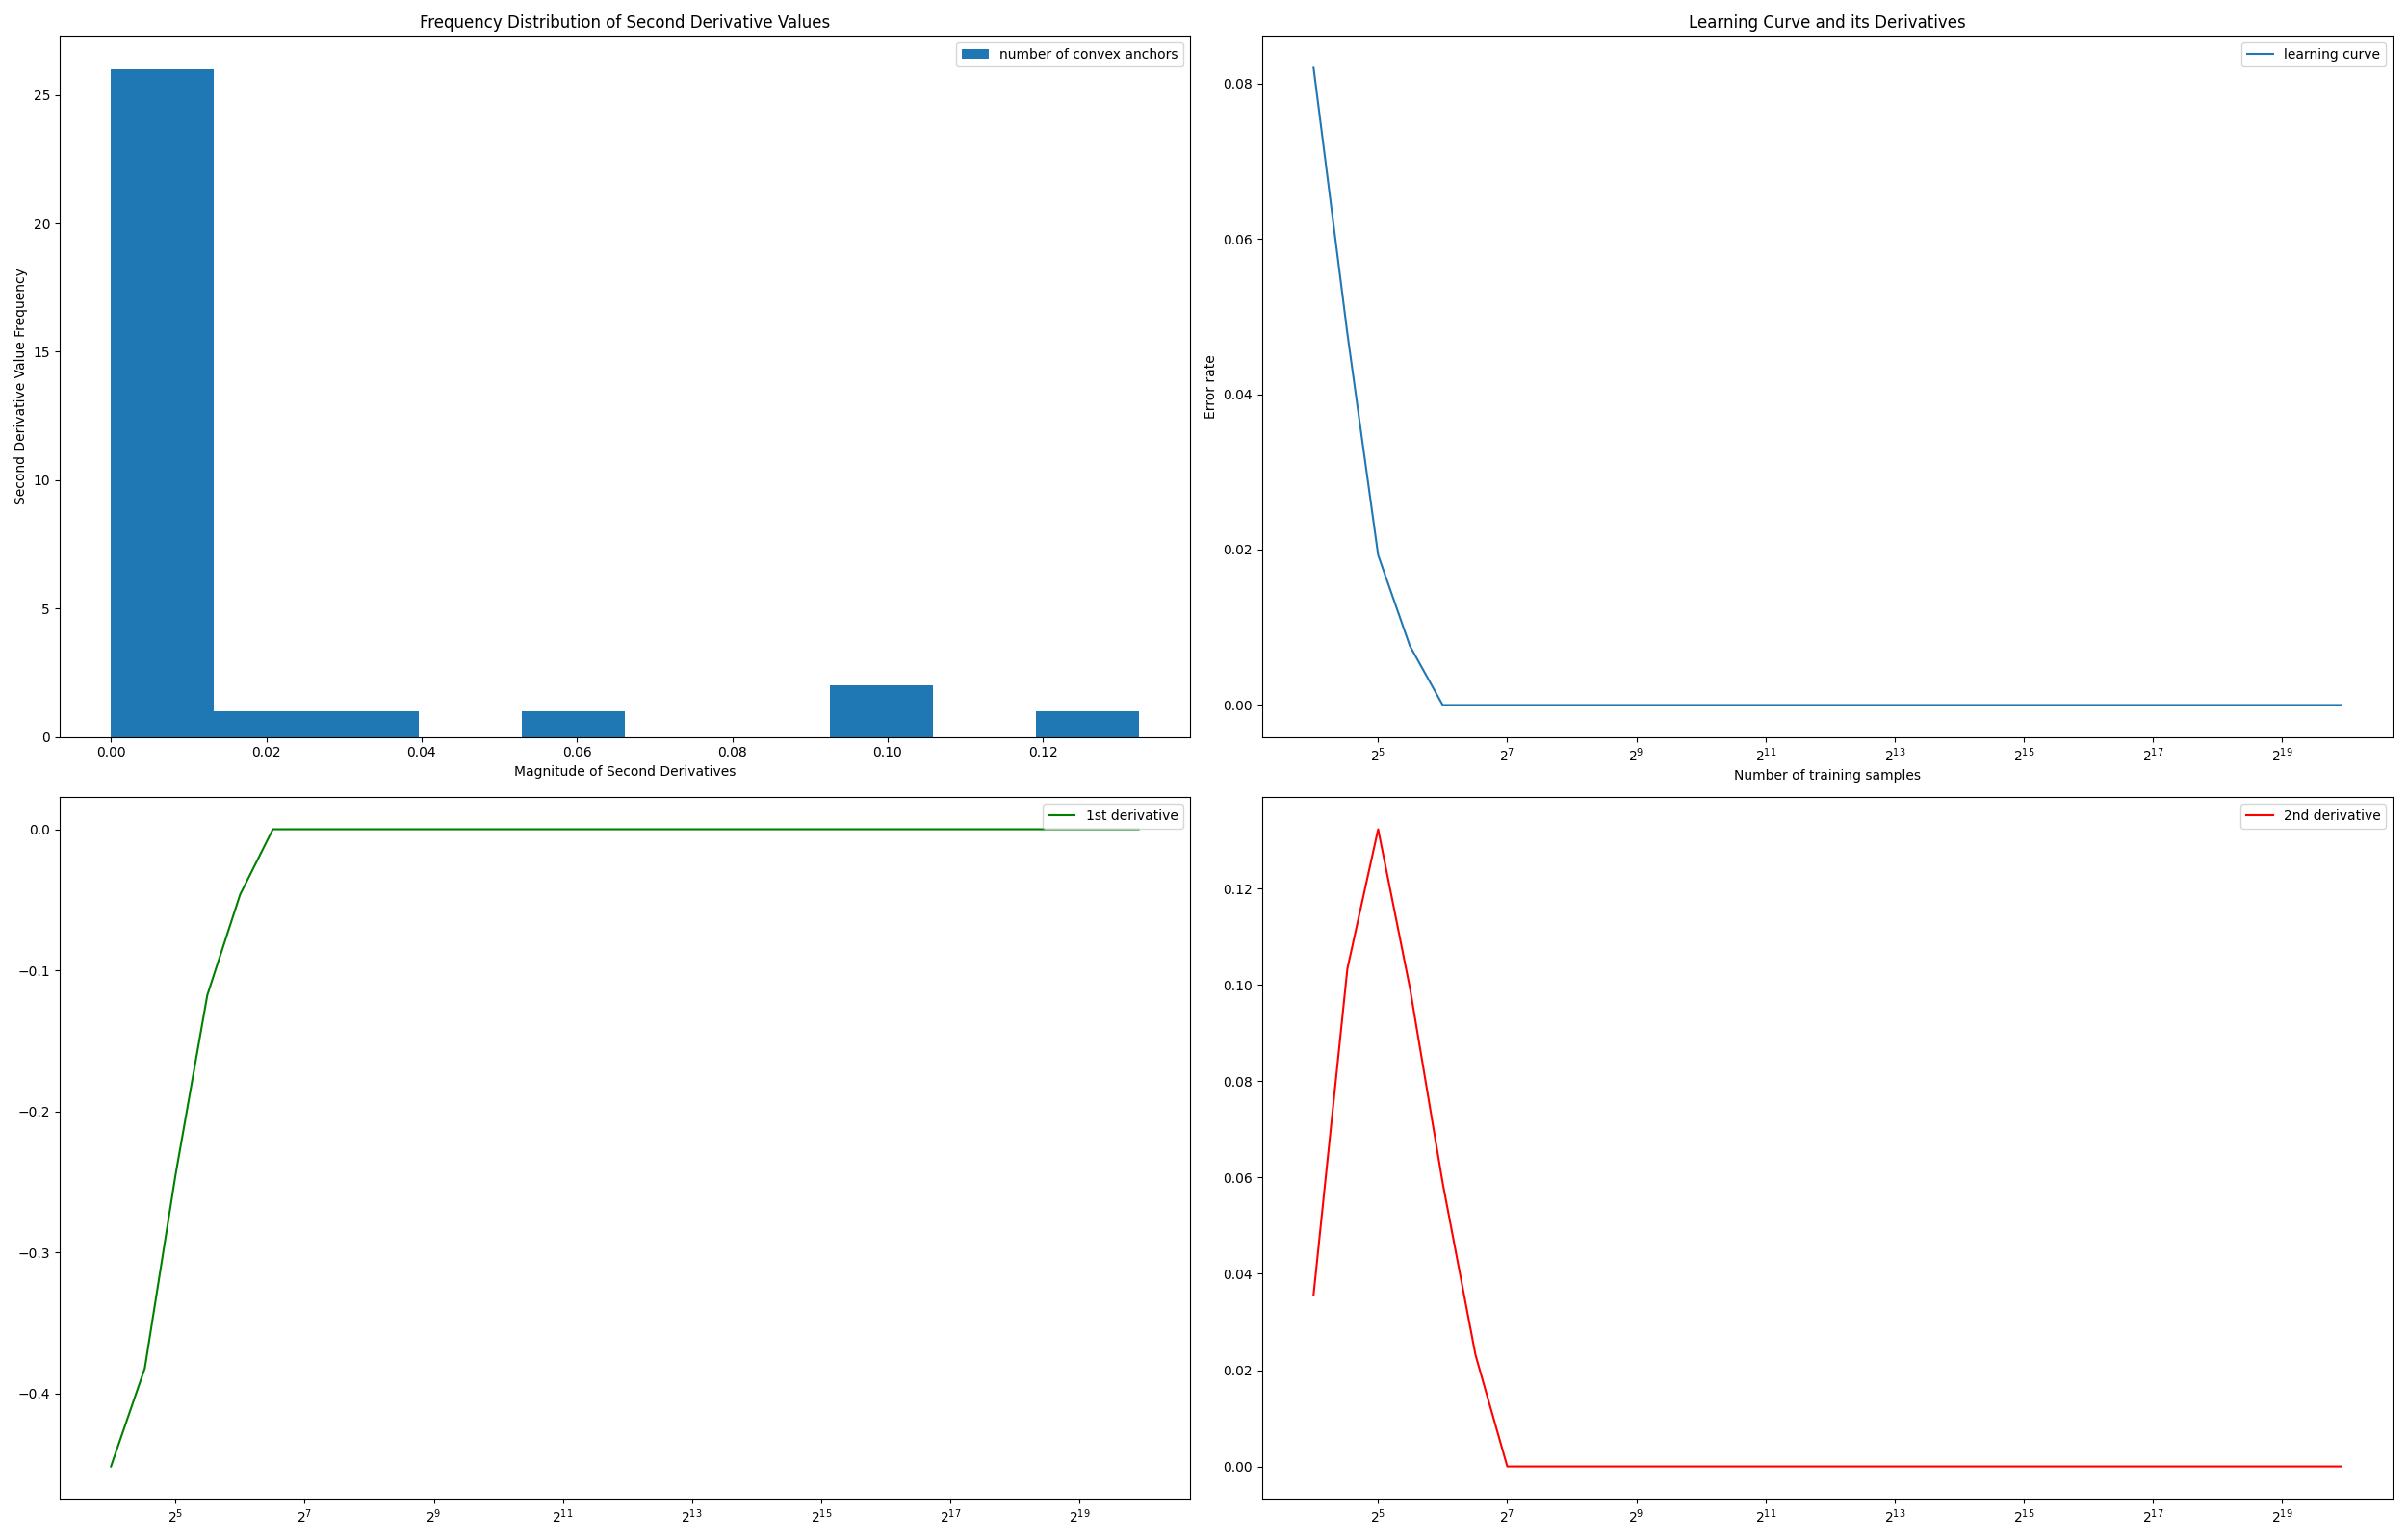 Frequency Distribution of Second Derivative Values
number of convex anchors
Second Derivative Value Frequency
25
20
15
10
5
0
0.00 0.02 0.04 0.06 0.08 0.10 0.12
Magnitude of Second Derivatives
Learning Curve and its Derivatives
learning curve
Error rate
0.08
0.06
0.04
0.02
0.00
2^5 2^7 2^9 2^11 2^13 2^15 2^17 2^19
Number of training samples
1st derivative
0.0
−0.1
−0.2
−0.3
−0.4
2^5 2^7 2^9 2^11 2^13 2^15 2^17 2^19
2nd derivative
0.12
0.10
0.08
0.06
0.04
0.02
0.00
2^5 2^7 2^9 2^11 2^13 2^15 2^17 2^19